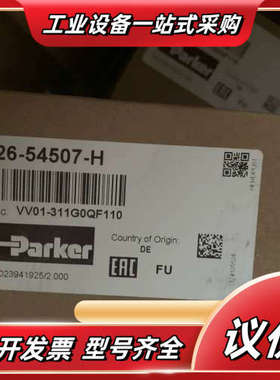 工业设备一站式采购
26-54507-H
VV01-311G0QF110
Parker
Country of Origin:
DE
EAC
FU
023941925/2.000
开发票 型号齐全
议价